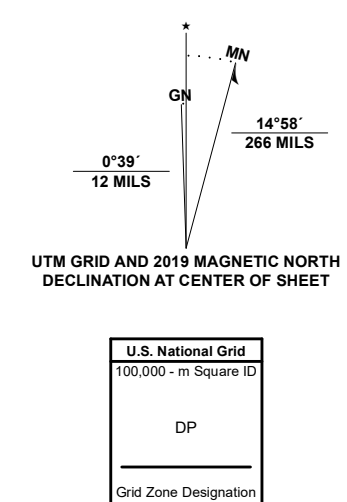 ★
MN
GN
14°58´
266 MILS
0°39´
12 MILS
UTM GRID AND 2019 MAGNETIC NORTH
DECLINATION AT CENTER OF SHEET
U.S. National Grid
100,000 - m Square ID
DP
Grid Zone Designation